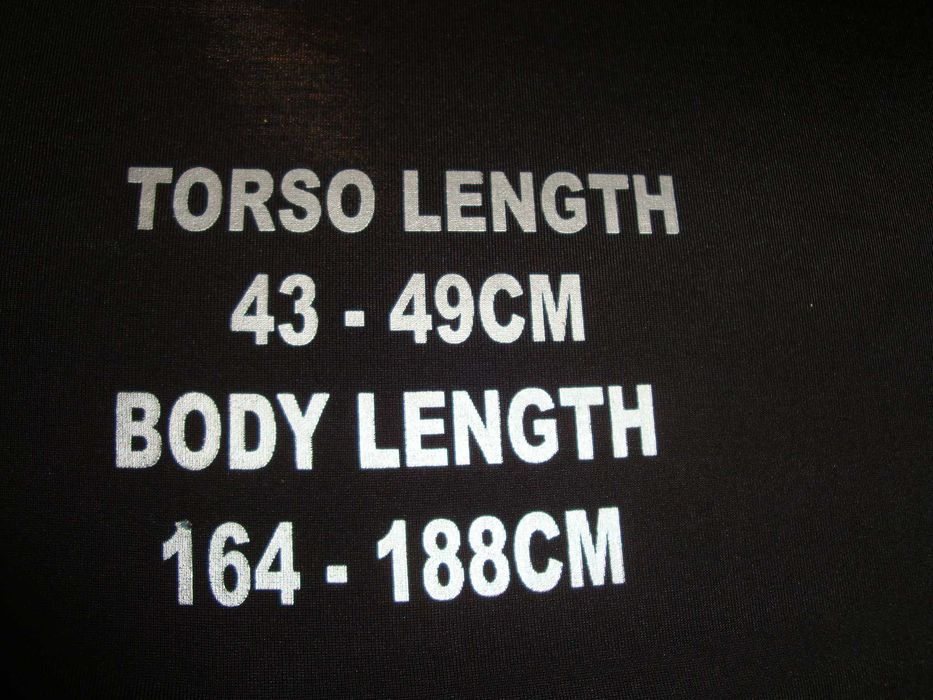 TORSO LENGTH
43 - 49CM
BODY LENGTH
164 - 188CM